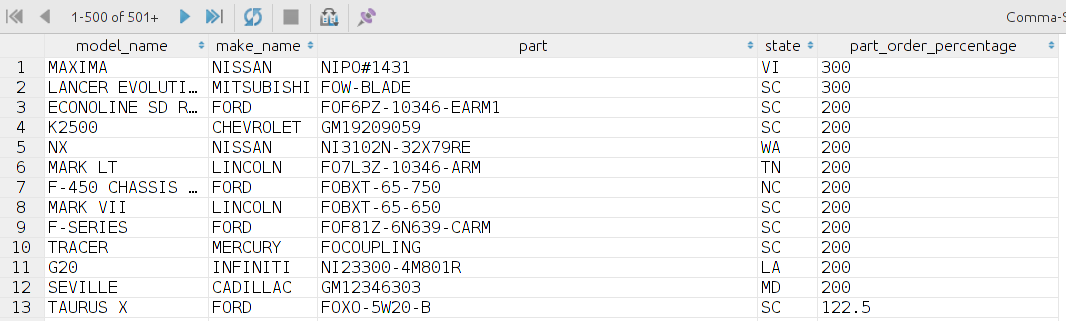 1-500 of 501+ Comma-S
model_name make_name part state part_order_percentage
1 MAXIMA NISSAN NIPO#1431 VI 300
2 LANCER EVOLUTI… MITSUBISHI FOW-BLADE SC 300
3 ECONOLINE SD R… FORD FOF6PZ-10346-EARM1 SC 200
4 K2500 CHEVROLET GM19209059 SC 200
5 NX NISSAN NI3102N-32X79RE WA 200
6 MARK LT LINCOLN FO7L3Z-10346-ARM TN 200
7 F-450 CHASSIS … FORD FOBXT-65-750 NC 200
8 MARK VII LINCOLN FOBXT-65-650 SC 200
9 F-SERIES FORD FOF81Z-6N639-CARM SC 200
10 TRACER MERCURY FOCOUPLING SC 200
11 G20 INFINITI NI23300-4M801R LA 200
12 SEVILLE CADILLAC GM12346303 MD 200
13 TAURUS X FORD FOXO-5W20-B SC 122.5